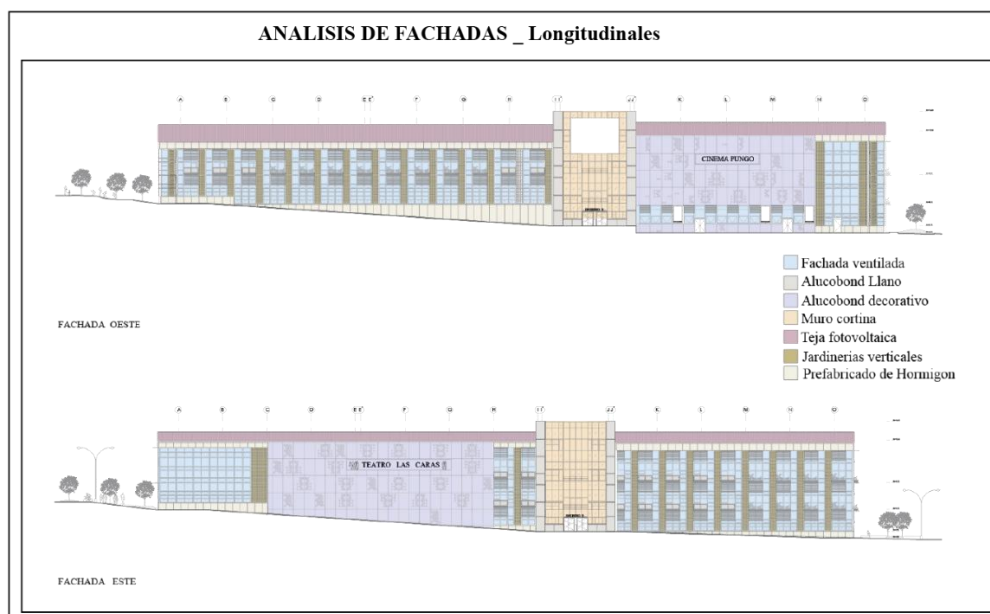 ANALISIS DE FACHADAS _ Longitudinales
A B C D E E' F G H I I' J J' K L M N O
CINEMA PUNGO
Fachada ventilada
Alucobond Llano
Alucobond decorativo
Muro cortina
Teja fotovoltaica
Jardinerias verticales
Prefabricado de Hormigon
FACHADA OESTE
A B C D E E' F G H I I' J J' K L M N O
TEATRO LAS CARAS
FACHADA ESTE